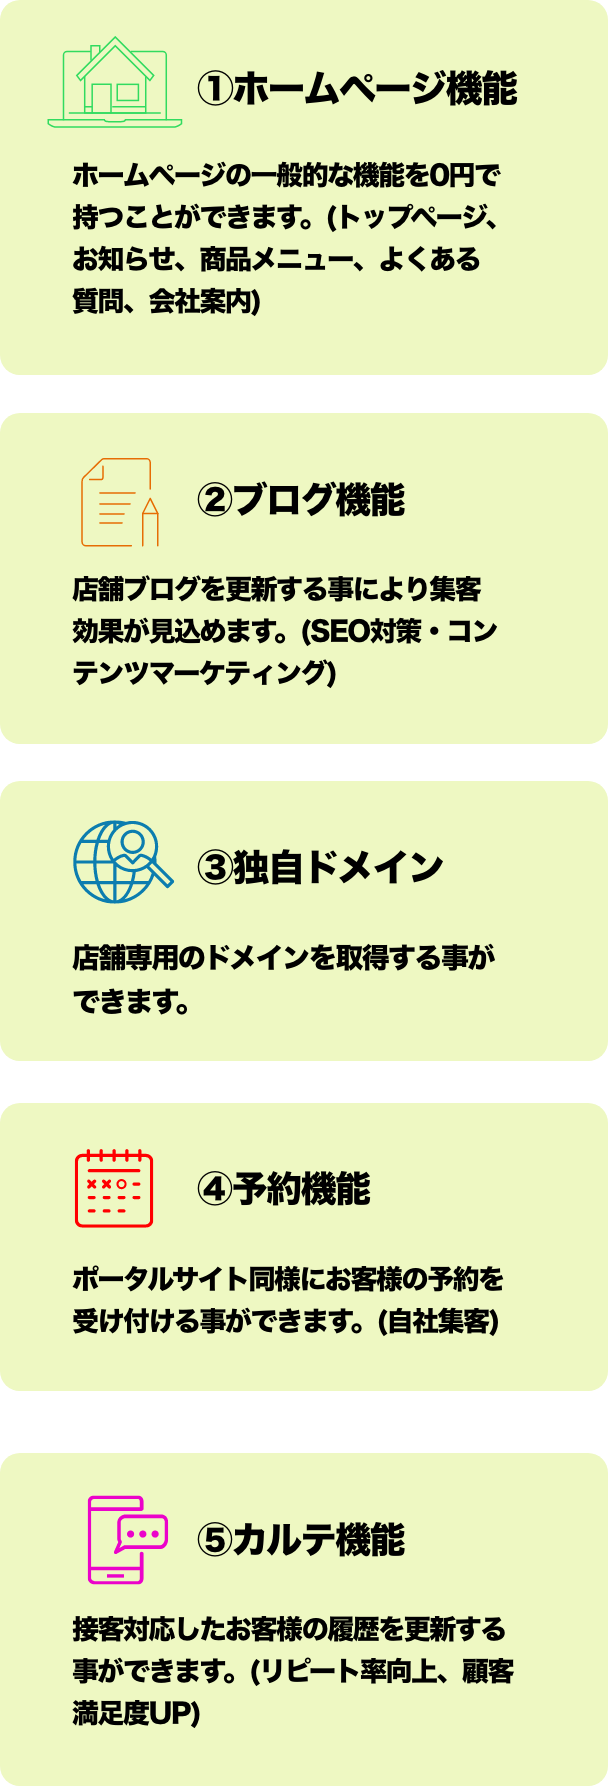 ①ホームページ機能
ホームページの一般的な機能を0円で
持つことができます。(トップページ、
お知らせ、商品メニュー、よくある
質問、会社案内)
②ブログ機能
店舗ブログを更新する事により集客
効果が見込めます。(SEO対策・コン
テンツマーケティング)
③独自ドメイン
店舗専用のドメインを取得する事が
できます。
④予約機能
ポータルサイト同様にお客様の予約を
受け付ける事ができます。(自社集客)
⑤カルテ機能
接客対応したお客様の履歴を更新する
事ができます。(リピート率向上、顧客
満足度UP)